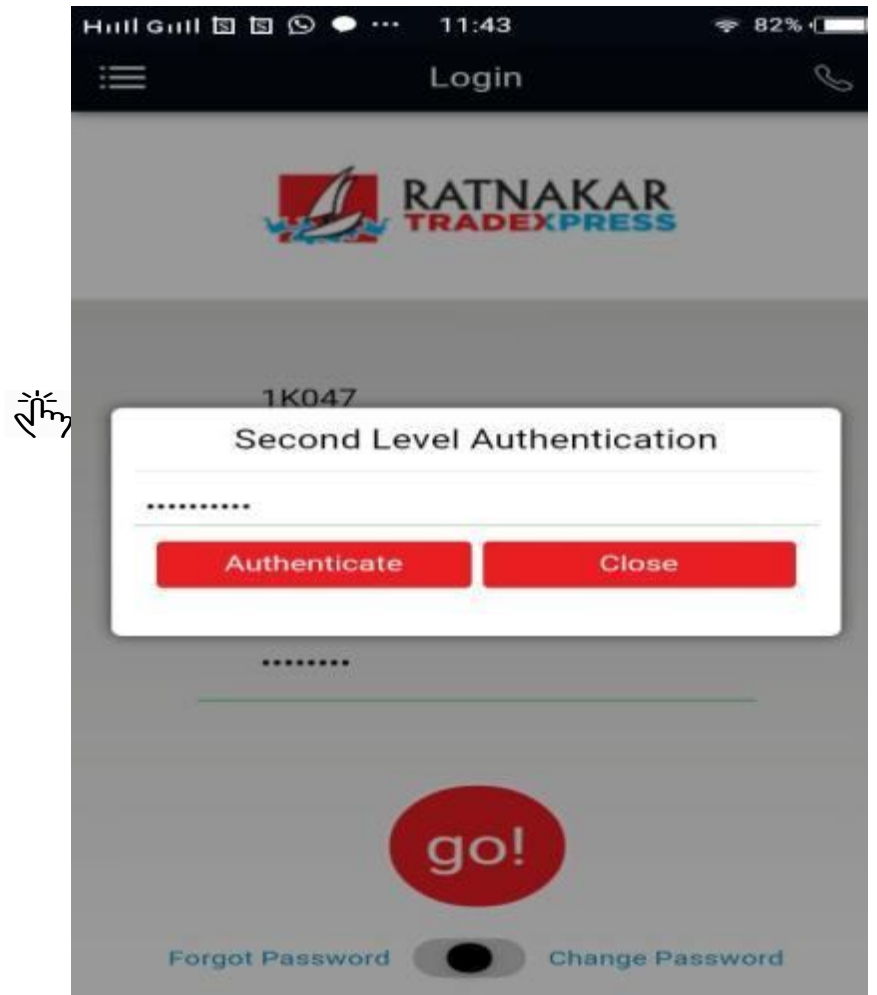 11:43 82%
Login
RATNAKAR
TRADEXPRESS
1K047
Second Level Authentication
••••••••••
Authenticate Close
••••••••
go!
Forgot Password Change Password